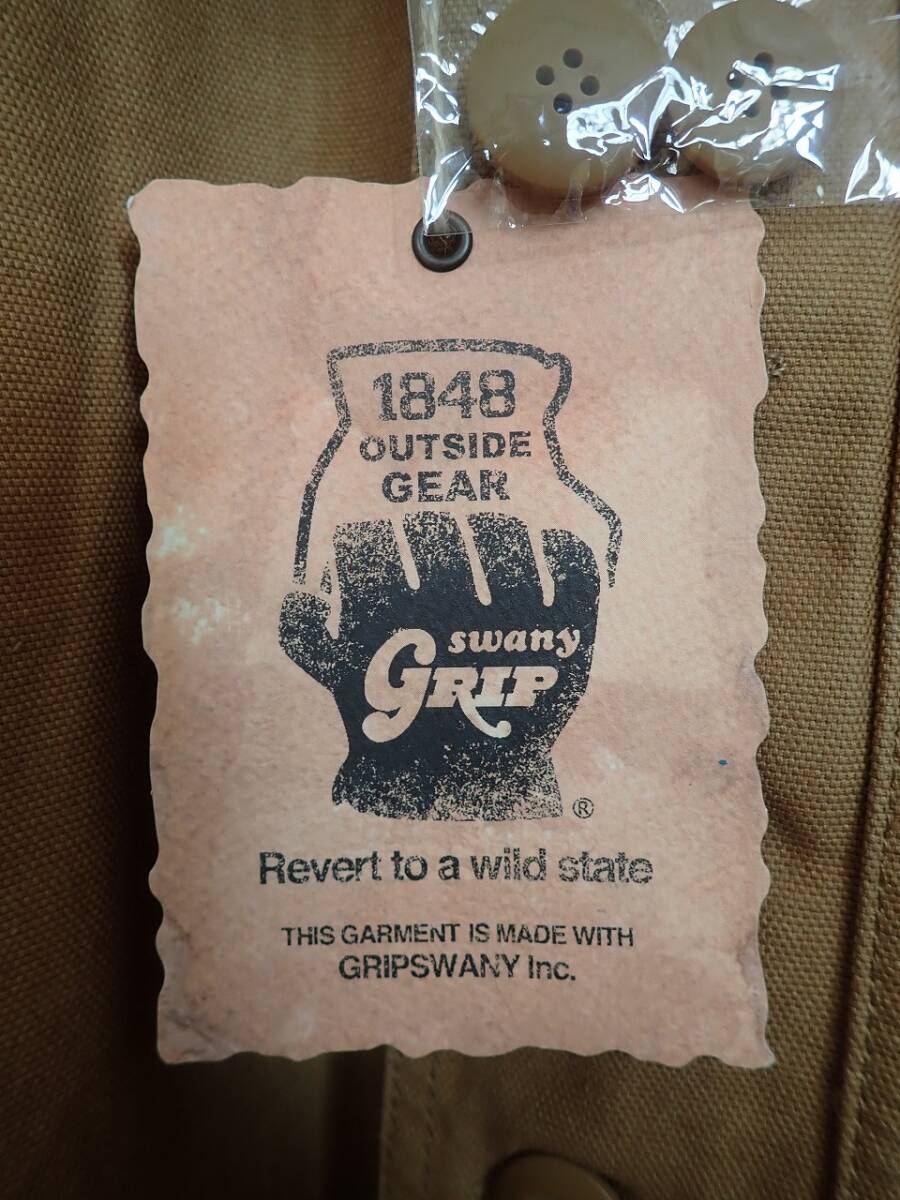 1848
OUTSIDE
GEAR
swany
GRIP
®
Revert to a wild state
THIS GARMENT IS MADE WITH
GRIPSWANY Inc.